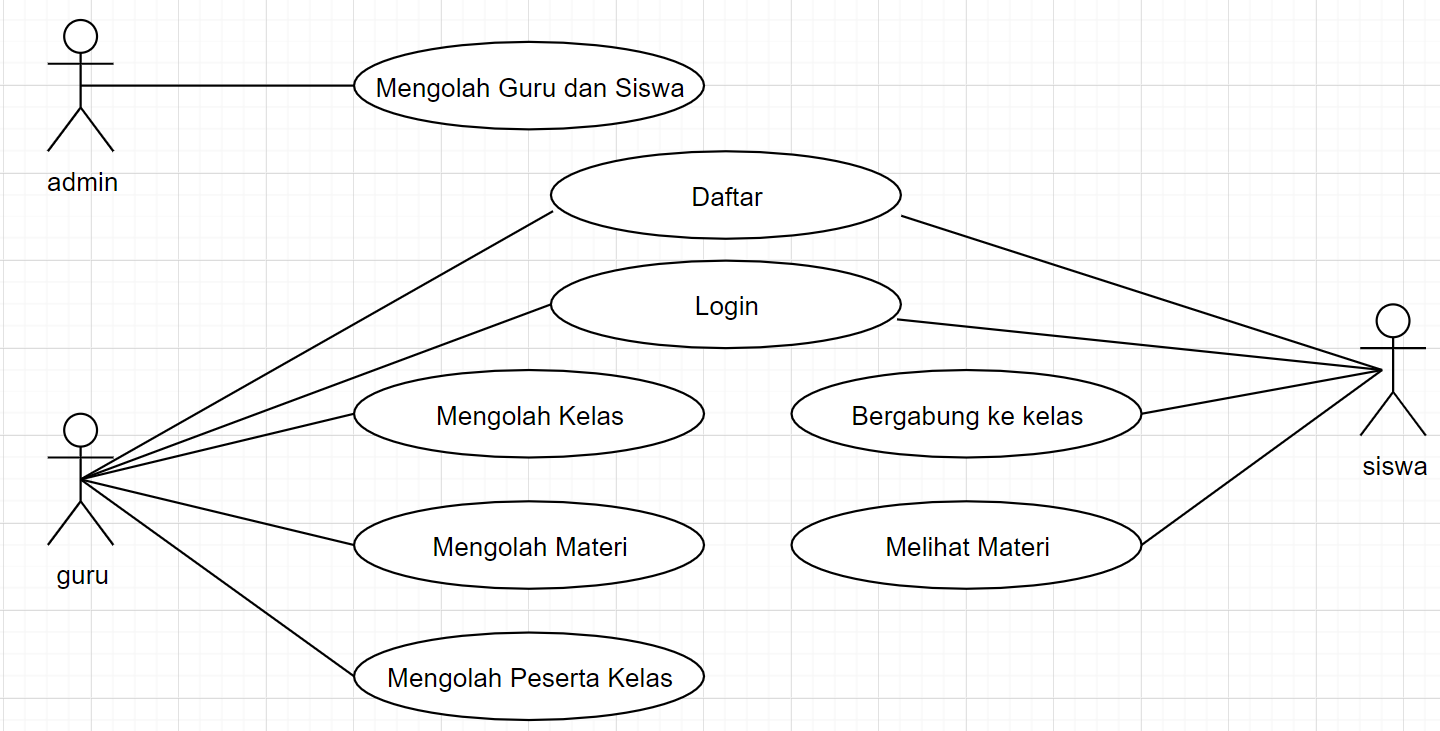 Mengolah Guru dan Siswa
admin
Daftar
Login
Mengolah Kelas
Bergabung ke kelas
siswa
Mengolah Materi
Melihat Materi
guru
Mengolah Peserta Kelas